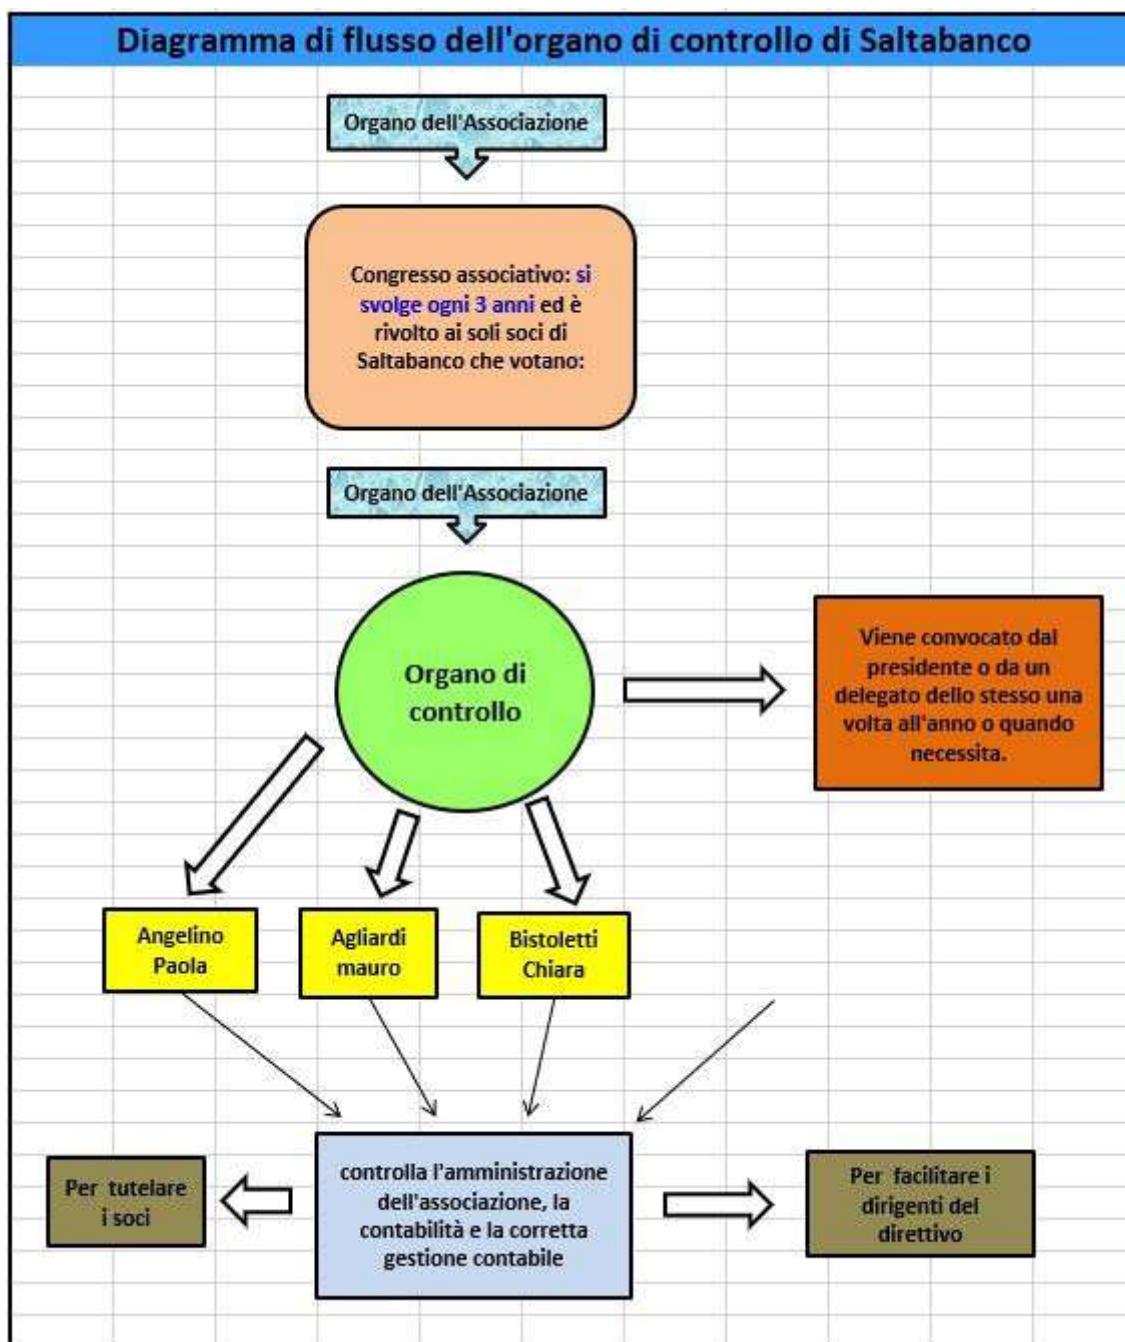 Diagramma di flusso dell'organo di controllo di Saltabanco
Organo dell'Associazione
Congresso associativo: si
svolge ogni 3 anni ed è
rivolto ai soli soci di
Saltabanco che votano:
Organo dell'Associazione
Organo di
controllo
Viene convocato dal
presidente o da un
delegato dello stesso una
volta all'anno o quando
necessita.
Angelino
Paola
Agliardi
mauro
Bistoletti
Chiara
Per tutelare
i soci
controlla l'amministrazione
dell'associazione, la
contabilità e la corretta
gestione contabile
Per facilitare i
dirigenti del
direttivo